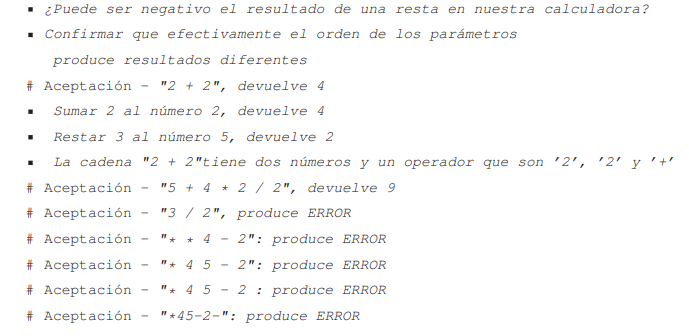 ▪ ¿Puede ser negativo el resultado de una resta en nuestra calculadora?
▪ Confirmar que efectivamente el orden de los parámetros
produce resultados diferentes
# Aceptación - "2 + 2", devuelve 4
▪ Sumar 2 al número 2, devuelve 4
▪ Restar 3 al número 5, devuelve 2
▪ La cadena "2 + 2"tiene dos números y un operador que son ’2’, ’2’ y ’+’
# Aceptación - "5 + 4 * 2 / 2", devuelve 9
# Aceptación - "3 / 2", produce ERROR
# Aceptación - "* * 4 - 2": produce ERROR
# Aceptación - "* 4 5 - 2": produce ERROR
# Aceptación - "* 4 5 - 2 : produce ERROR
# Aceptación - "*45-2-": produce ERROR